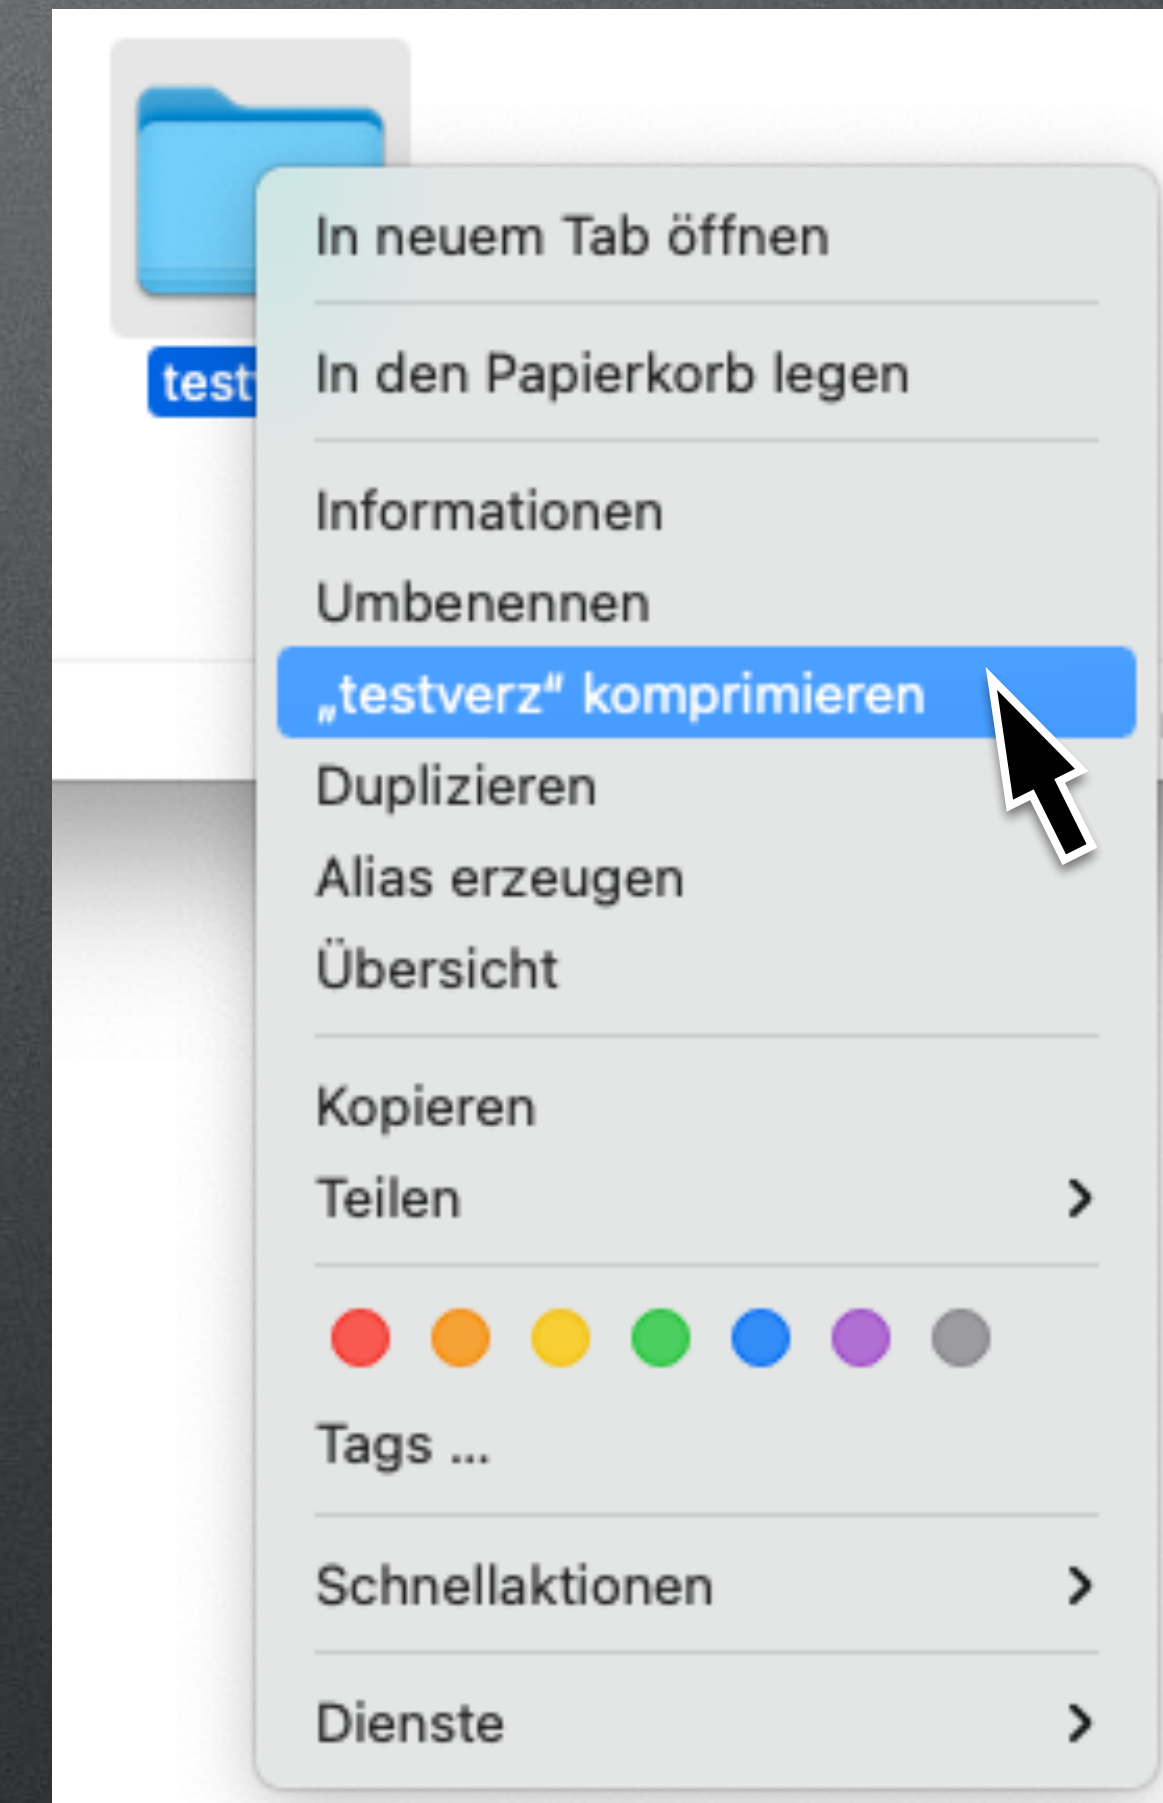 test
In neuem Tab öffnen
In den Papierkorb legen
Informationen
Umbenennen
„testverz“ komprimieren
Duplizieren
Alias erzeugen
Übersicht
Kopieren
Teilen
Tags ...
Schnellaktionen
Dienste